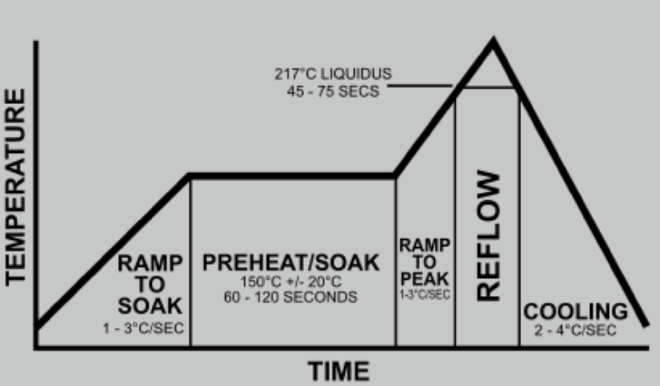 217°C LIQUIDUS
45 - 75 SECS
TEMPERATURE
RAMP
TO
SOAK
1 - 3°C/SEC
PREHEAT/SOAK
150°C +/- 20°C
60 - 120 SECONDS
RAMP
TO
PEAK
1-3°C/SEC
REFLOW
COOLING
2 - 4°C/SEC
TIME